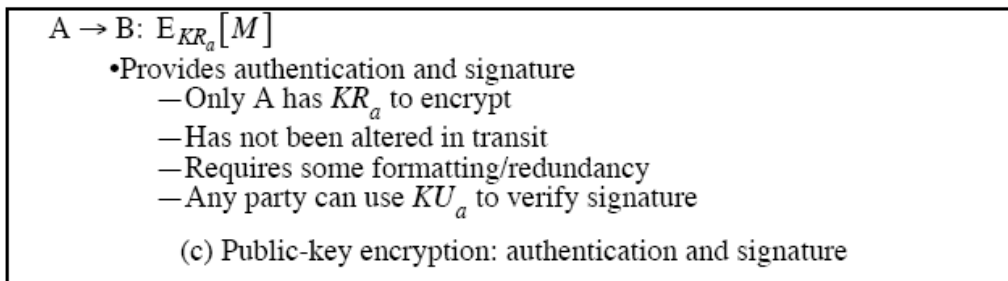 A → B: E_{KR_a}[M]
•Provides authentication and signature
—Only A has KR_a to encrypt
—Has not been altered in transit
—Requires some formatting/redundancy
—Any party can use KU_a to verify signature
(c) Public-key encryption: authentication and signature